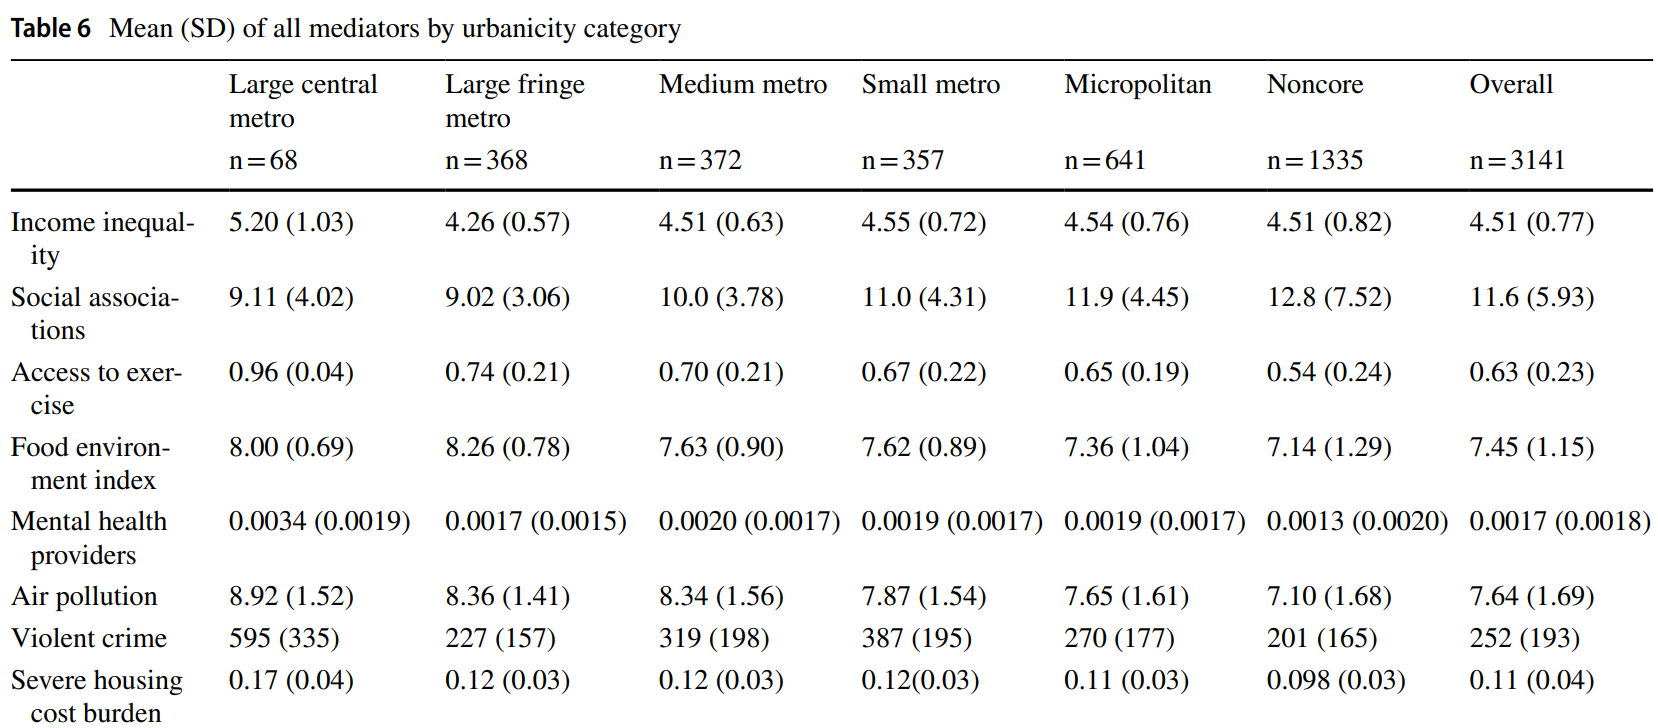 Table 6 Mean (SD) of all mediators by urbanicity category
Large central metro Large fringe metro Medium metro Small metro Micropolitan Noncore Overall
n=68 n=368 n=372 n=357 n=641 n=1335 n=3141
Income inequal-
ity 5.20 (1.03) 4.26 (0.57) 4.51 (0.63) 4.55 (0.72) 4.54 (0.76) 4.51 (0.82) 4.51 (0.77)
Social associa-
tions 9.11 (4.02) 9.02 (3.06) 10.0 (3.78) 11.0 (4.31) 11.9 (4.45) 12.8 (7.52) 11.6 (5.93)
Access to exer-
cise 0.96 (0.04) 0.74 (0.21) 0.70 (0.21) 0.67 (0.22) 0.65 (0.19) 0.54 (0.24) 0.63 (0.23)
Food environ-
ment index 8.00 (0.69) 8.26 (0.78) 7.63 (0.90) 7.62 (0.89) 7.36 (1.04) 7.14 (1.29) 7.45 (1.15)
Mental health
providers 0.0034 (0.0019) 0.0017 (0.0015) 0.0020 (0.0017) 0.0019 (0.0017) 0.0019 (0.0017) 0.0013 (0.0020) 0.0017 (0.0018)
Air pollution 8.92 (1.52) 8.36 (1.41) 8.34 (1.56) 7.87 (1.54) 7.65 (1.61) 7.10 (1.68) 7.64 (1.69)
Violent crime 595 (335) 227 (157) 319 (198) 387 (195) 270 (177) 201 (165) 252 (193)
Severe housing
cost burden 0.17 (0.04) 0.12 (0.03) 0.12 (0.03) 0.12(0.03) 0.11 (0.03) 0.098 (0.03) 0.11 (0.04)